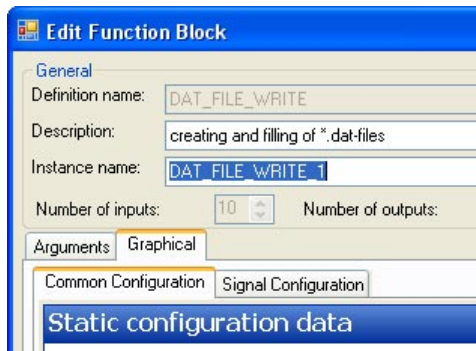 Edit Function Block
General
Definition name: DAT_FILE_WRITE
Description: creating and filling of *.dat-files
Instance name: DAT_FILE_WRITE_1
Number of inputs: 10 Number of outputs:
Arguments Graphical
Common Configuration Signal Configuration
Static configuration data